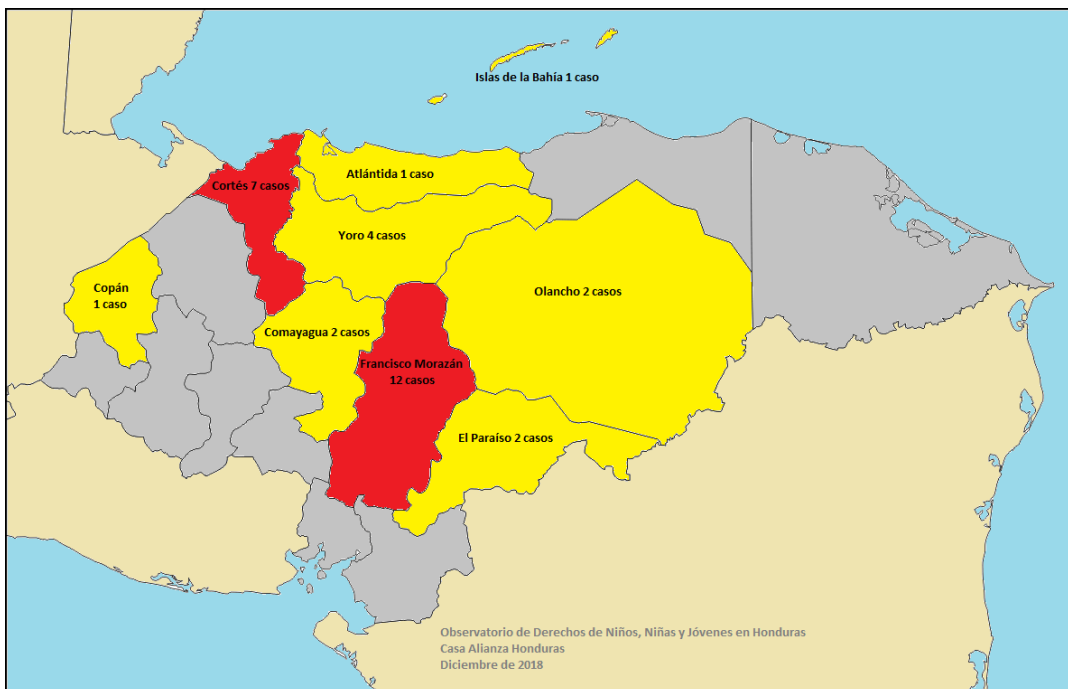 Islas de la Bahía 1 caso
Atlántida 1 caso
Cortés 7 casos
Yoro 4 casos
Copán
1 caso
Olancho 2 casos
Comayagua 2 casos
Francisco Morazán
12 casos
El Paraíso 2 casos
Observatorio de Derechos de Niños, Niñas y Jóvenes en Honduras
Casa Alianza Honduras
Diciembre de 2018